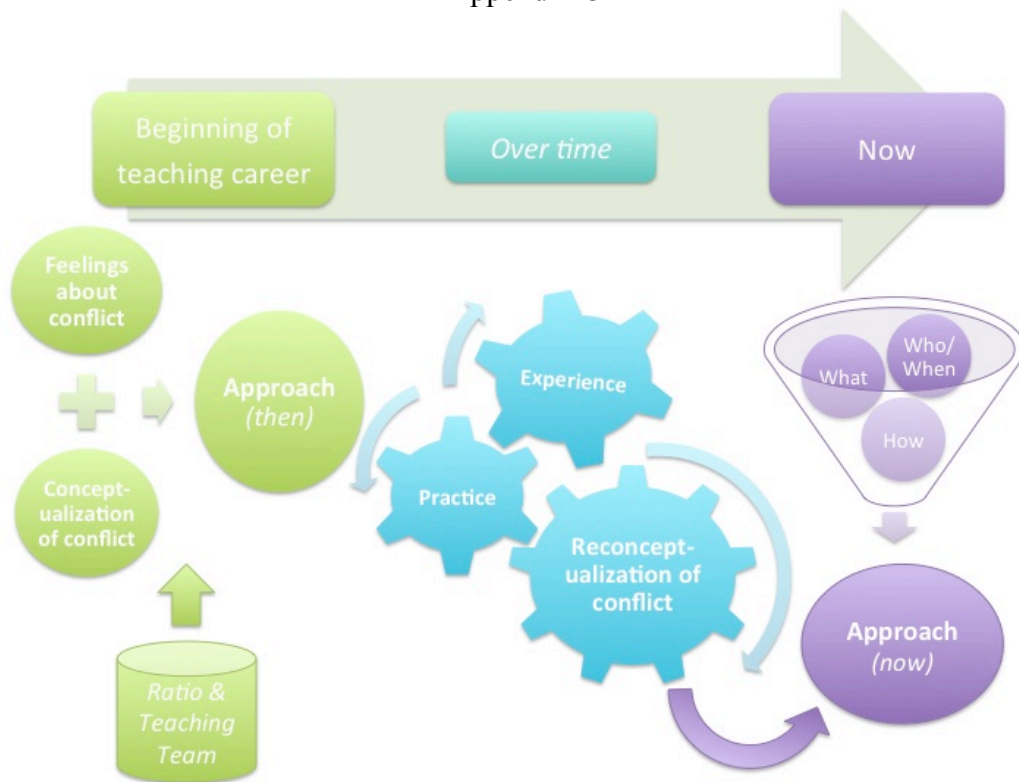 Beginning of
teaching career
Over time
Now
Feelings
about
conflict
Approach
(then)
Concept-
ualization
of conflict
Ratio &
Teaching
Team
Experience
Practice
Reconcept-
ualization of
conflict
What
Who/
When
How
Approach
(now)